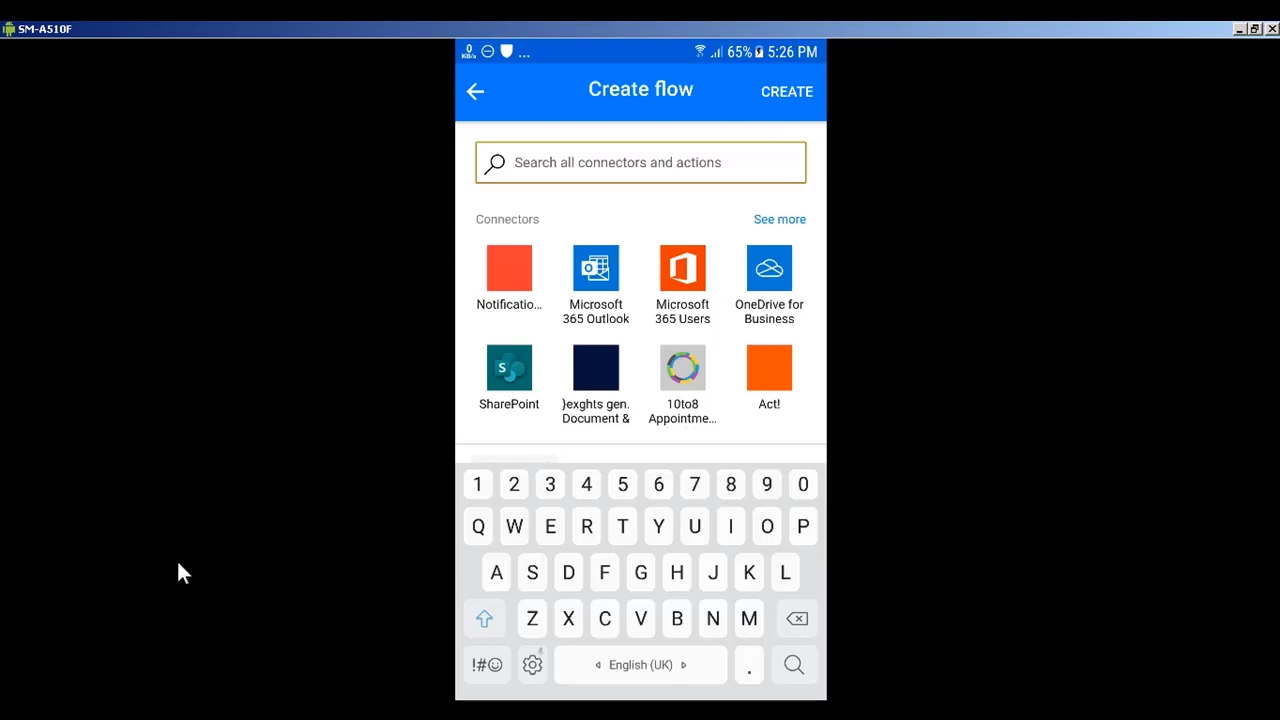 SM-A510F
0 KB/s ... 65% 5:26 PM
Create flow CREATE
Search all connectors and actions
Connectors See more
Notificatio... Microsoft 365 Outlook Microsoft 365 Users OneDrive for Business
S
SharePoint }exghts gen. Document & 10to8 Appointme... Act!
1 2 3 4 5 6 7 8 9 0
Q W E R T Y U I O P
A S D F G H J K L
Z X C V B N M
!#☺ English (UK) .